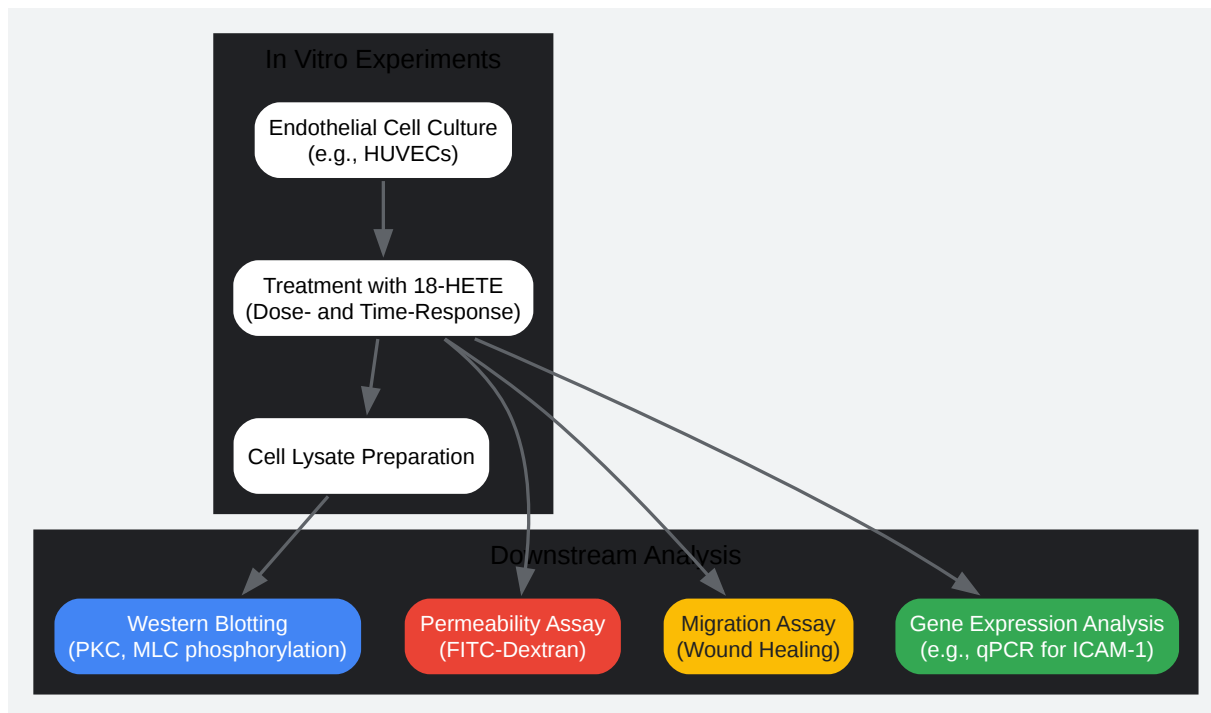 In Vitro Experiments
Endothelial Cell Culture
(e.g., HUVECs)
Treatment with 18-HETE
(Dose- and Time-Response)
Cell Lysate Preparation
Downstream Analysis
Western Blotting
(PKC, MLC phosphorylation)
Permeability Assay
(FITC-Dextran)
Migration Assay
(Wound Healing)
Gene Expression Analysis
(e.g., qPCR for ICAM-1)